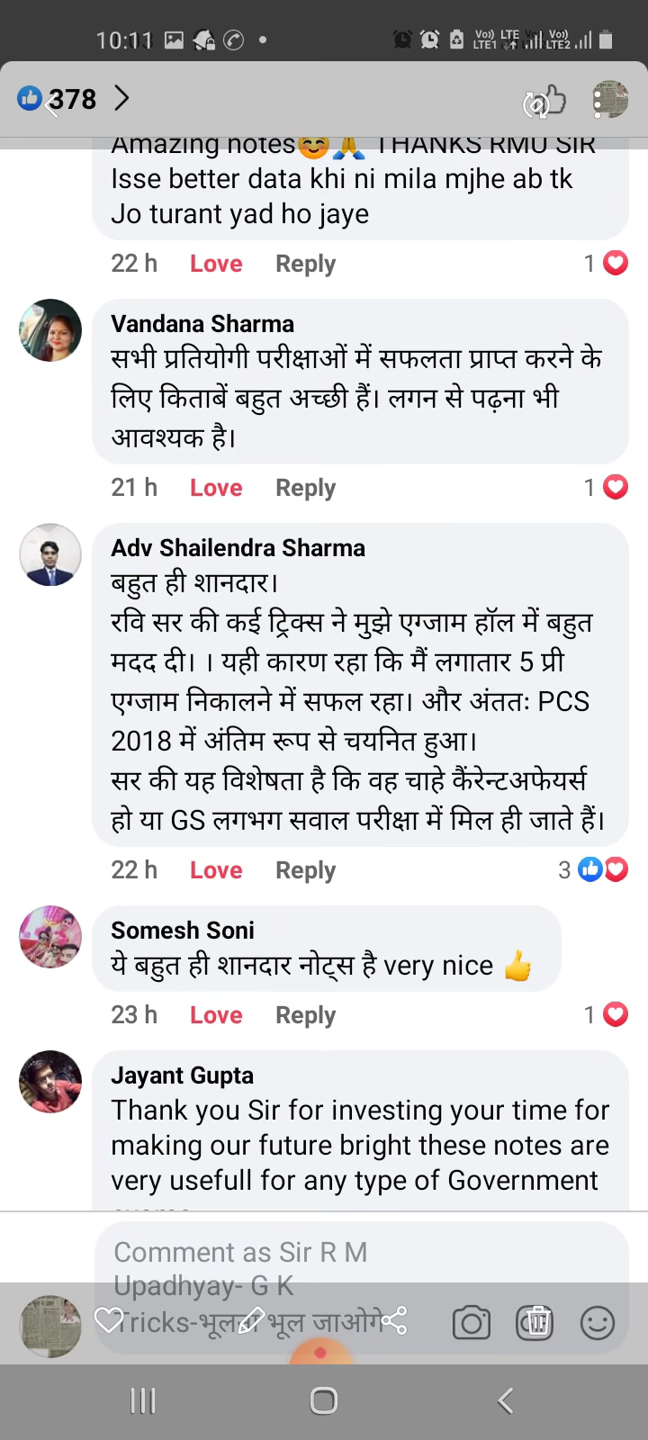 10:11
Vo) LTE Vo)
LTE1 LTE2
378
Amazing notes😊🙏 THANKS RMU SIR
Isse better data khi ni mila mjhe ab tk
Jo turant yad ho jaye
22 h Love Reply 1
Vandana Sharma
सभी प्रतियोगी परीक्षाओं में सफलता प्राप्त करने के
लिए किताबें बहुत अच्छी हैं। लगन से पढ़ना भी
आवश्यक है।
21 h Love Reply 1
Adv Shailendra Sharma
बहुत ही शानदार।
रवि सर की कई ट्रिक्स ने मुझे एग्जाम हॉल में बहुत
मदद दी। । यही कारण रहा कि मैं लगातार 5 प्री
एग्जाम निकालने में सफल रहा। और अंततः PCS
2018 में अंतिम रूप से चयनित हुआ।
सर की यह विशेषता है कि वह चाहे कैंरेन्टअफेयर्स
हो या GS लगभग सवाल परीक्षा में मिल ही जाते हैं।
22 h Love Reply 3
Somesh Soni
ये बहुत ही शानदार नोट्स है very nice 👍
23 h Love Reply 1
Jayant Gupta
Thank you Sir for investing your time for
making our future bright these notes are
very usefull for any type of Government
Comment as Sir R M
Upadhyay- G K
Tricks-भूलना भूल जाओगे